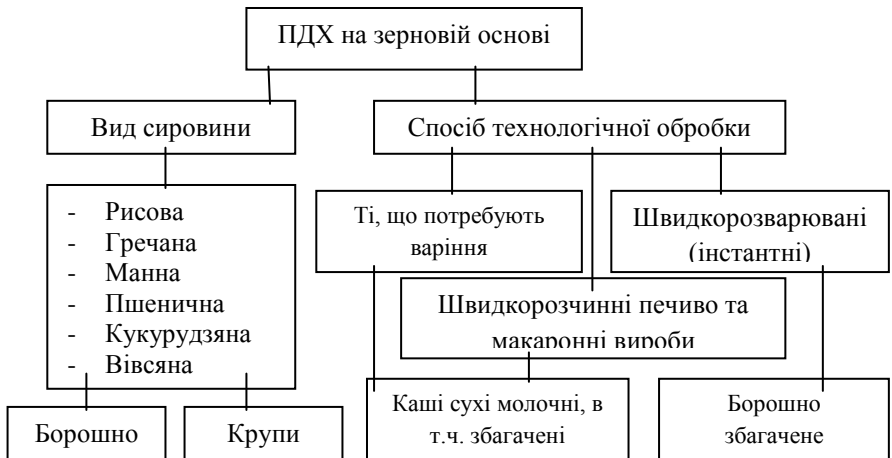 ПДХ на зерновій основі
Вид сировини
Спосіб технологічної обробки
- Рисова
- Гречана
- Манна
- Пшенична
- Кукурудзяна
- Вівсяна
Ті, що потребують
варіння
Швидкорозварювані
(інстантні)
Швидкорозчинні печиво та
макаронні вироби
Борошно
Крупи
Каші сухі молочні, в
т.ч. збагачені
Борошно
збагачене